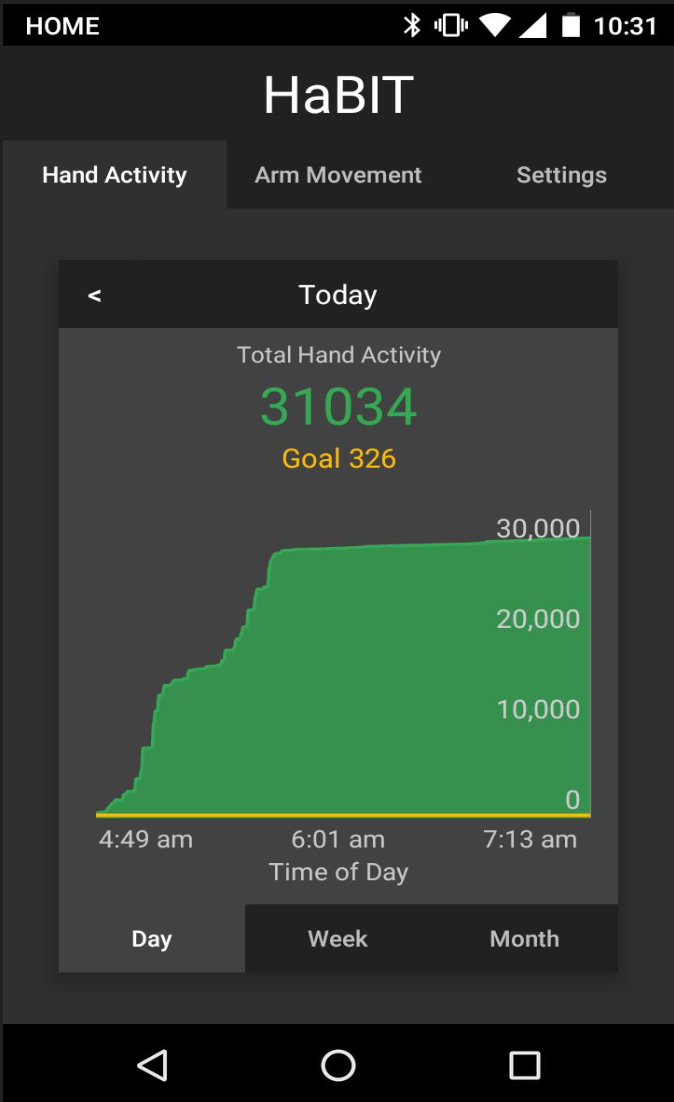 HOME 10:31
HaBIT
Hand Activity Arm Movement Settings
< Today
Total Hand Activity
31034
Goal 326
30,000
20,000
10,000
0
4:49 am 6:01 am 7:13 am
Time of Day
Day Week Month